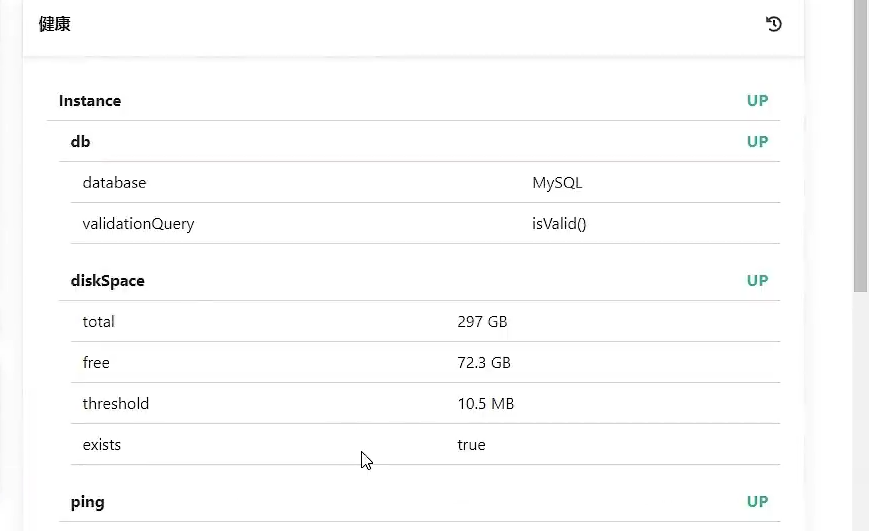 健康
Instance UP
db UP
database MySQL
validationQuery isValid()
diskSpace UP
total 297 GB
free 72.3 GB
threshold 10.5 MB
exists true
ping UP